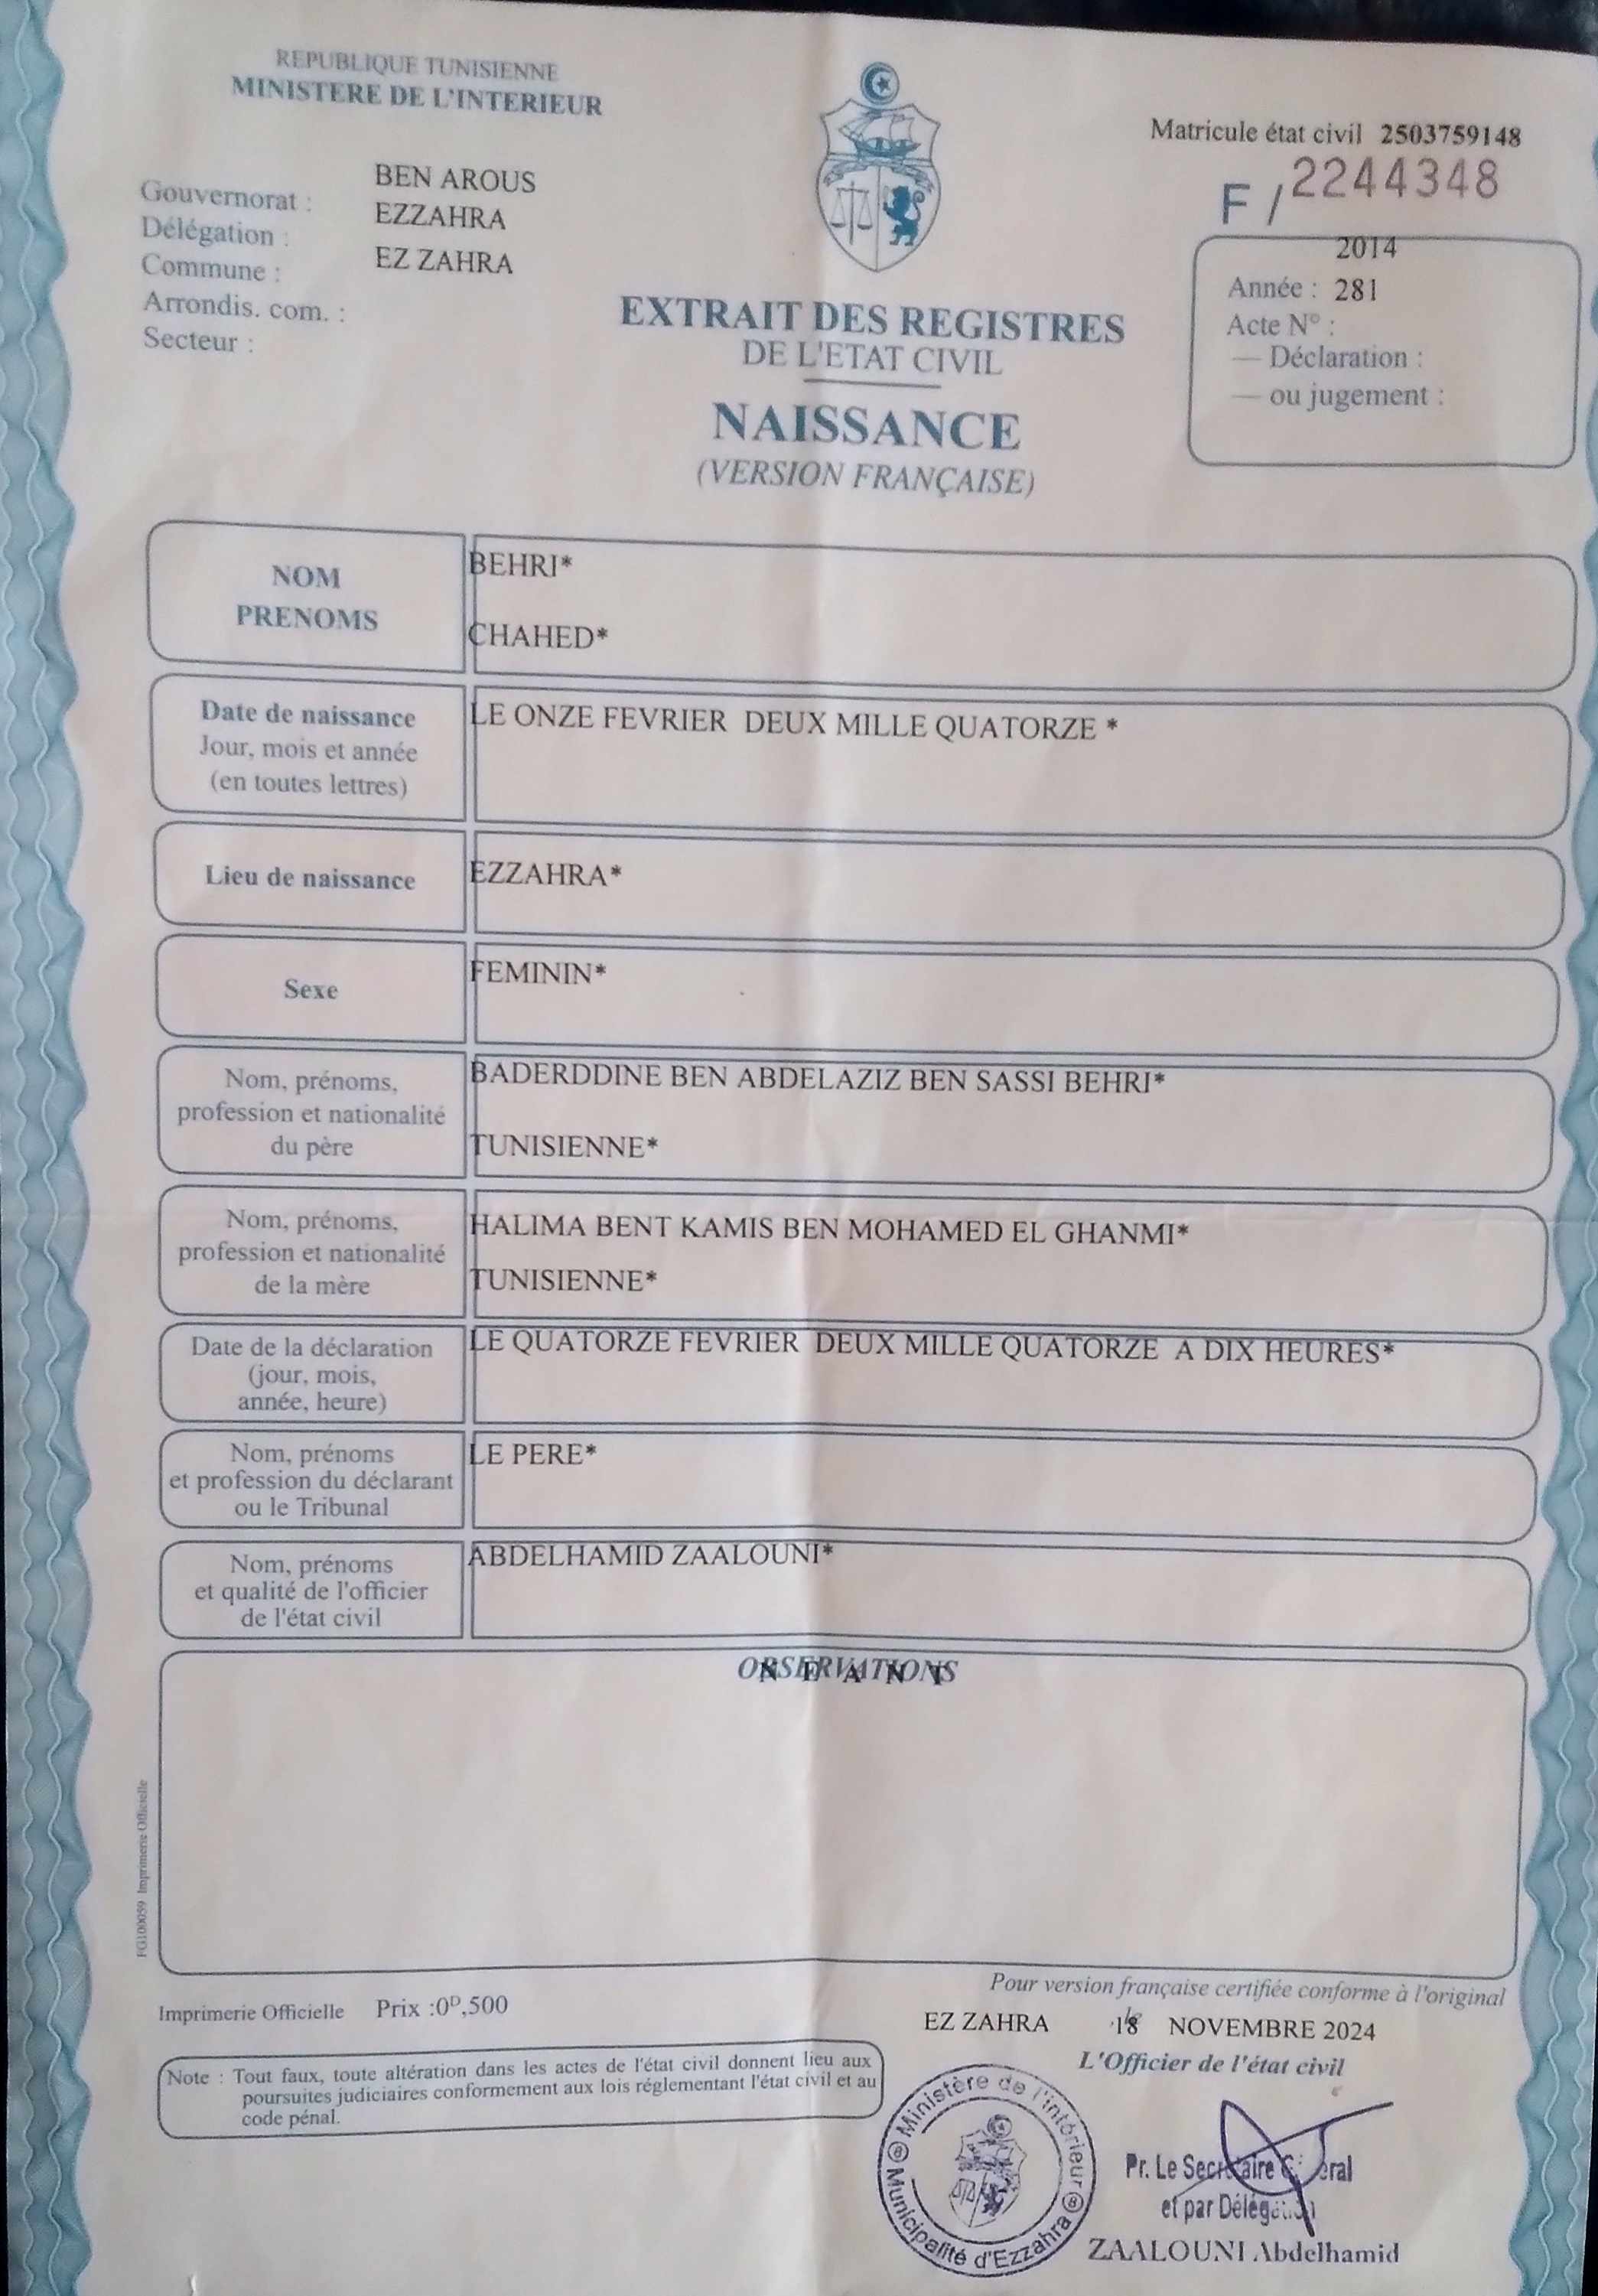 REPUBLIQUE TUNISIENNE
MINISTERE DE L'INTERIEUR
Matricule état civil 2503759148
F / 2244348
Gouvernorat : BEN AROUS
Délégation : EZZAHRA
Commune : EZ ZAHRA
Arrondis. com. :
Secteur :
2014
Année : 281
Acte N° :
— Déclaration :
— ou jugement :
EXTRAIT DES REGISTRES
DE L'ETAT CIVIL
NAISSANCE
(VERSION FRANÇAISE)
NOM
PRENOMS
BEHRI*
CHAHED*
Date de naissance
Jour, mois et année
(en toutes lettres)
LE ONZE FEVRIER DEUX MILLE QUATORZE *
Lieu de naissance
EZZAHRA*
Sexe
FEMININ*
Nom, prénoms,
profession et nationalité
du père
BADERDDINE BEN ABDELAZIZ BEN SASSI BEHRI*
TUNISIENNE*
Nom, prénoms,
profession et nationalité
de la mère
HALIMA BENT KAMIS BEN MOHAMED EL GHANMI*
TUNISIENNE*
Date de la déclaration
(jour, mois,
année, heure)
LE QUATORZE FEVRIER DEUX MILLE QUATORZE A DIX HEURES*
Nom, prénoms
et profession du déclarant
ou le Tribunal
LE PERE*
Nom, prénoms
et qualité de l'officier
de l'état civil
ABDELHAMID ZAALOUNI*
OBSERVATIONS
N E A N T
FG100059 Imprimerie Officielle
Imprimerie Officielle Prix :0D,500
Pour version française certifiée conforme à l'original
EZ ZAHRA 18 NOVEMBRE 2024
L'Officier de l'état civil
Note : Tout faux, toute altération dans les actes de l'état civil donnent lieu aux
poursuites judiciaires conformement aux lois réglementant l'état civil et au
code pénal.
Ministère de l'intérieur
Municipalité d'Ezzahra
Pr. Le Secrétaire Général
et par Délégation
ZAALOUNI Abdelhamid